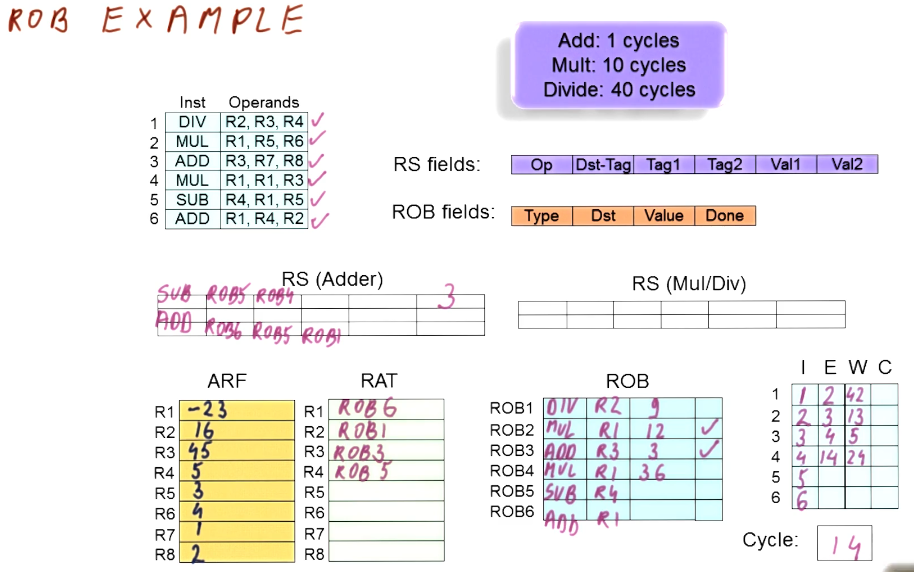 ROB EXAMPLE
Add: 1 cycles
Mult: 10 cycles
Divide: 40 cycles
Inst Operands
1 DIV R2, R3, R4 ✓
2 MUL R1, R5, R6 ✓
3 ADD R3, R7, R8 ✓
4 MUL R1, R1, R3 ✓
5 SUB R4, R1, R5 ✓
6 ADD R1, R4, R2 ✓
RS fields: Op Dst-Tag Tag1 Tag2 Val1 Val2
ROB fields: Type Dst Value Done
RS (Adder)
SUB ROB5 ROB4 3
ADD ROB6 ROB5 ROB1
RS (Mul/Div)
ARF
R1 -23
R2 16
R3 45
R4 5
R5 3
R6 4
R7 1
R8 2
RAT
R1 ROB6
R2 ROB1
R3 ROB3
R4 ROB5
R5
R6
R7
R8
ROB
ROB1 DIV R2 9
ROB2 MUL R1 12 ✓
ROB3 ADD R3 3 ✓
ROB4 MUL R1 36
ROB5 SUB R4
ROB6 ADD R1
I E W C
1 1 2 42
2 2 3 13
3 3 4 5
4 4 14 24
5 5
6 6
Cycle: 14